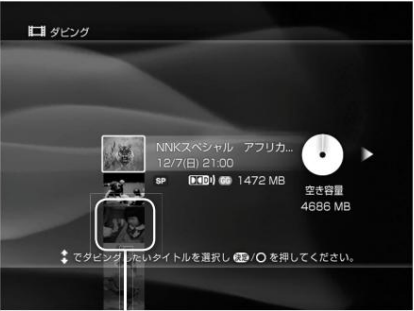 ダビング
NNKスペシャル アフリカ...
12/7(日) 21:00
SP 1472 MB
空き容量
4686 MB
でダビングしたいタイトルを選択し 決定/○ を押してください。